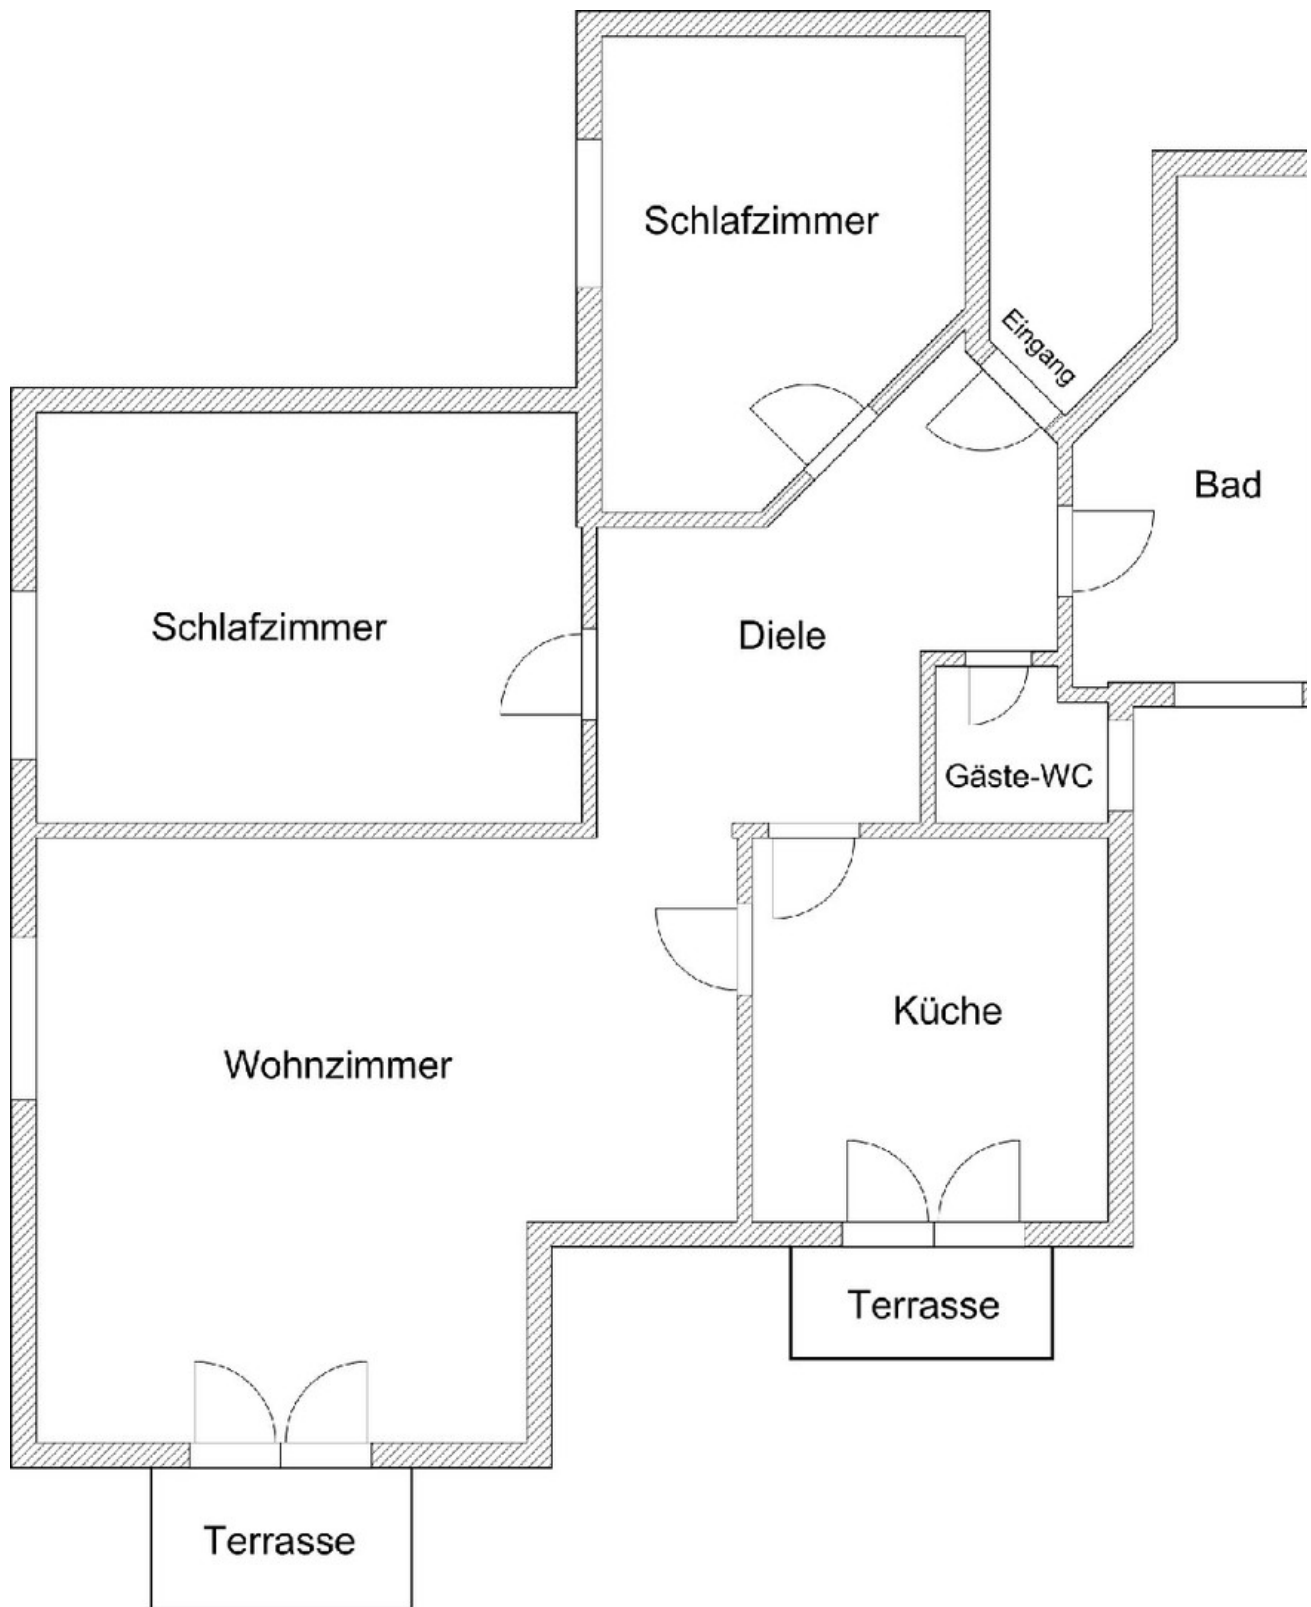 Schlafzimmer
Eingang
Bad
Schlafzimmer
Diele
Gäste-WC
Küche
Wohnzimmer
Terrasse
Terrasse